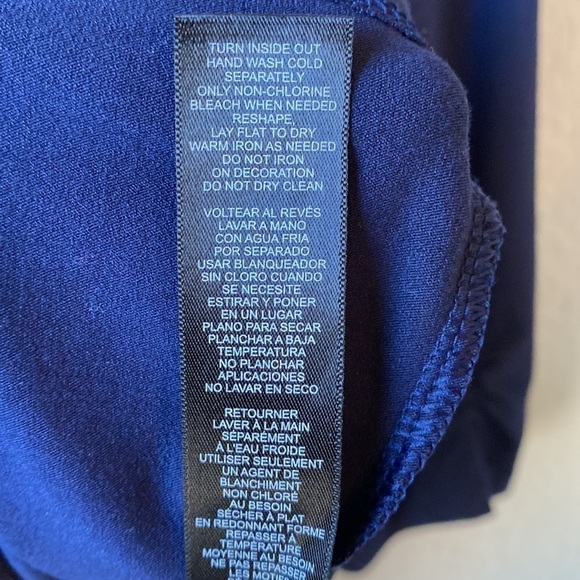 TURN INSIDE OUT
HAND WASH COLD
SEPARATELY
ONLY NON-CHLORINE
BLEACH WHEN NEEDED
RESHAPE,
LAY FLAT TO DRY
WARM IRON AS NEEDED
DO NOT IRON
ON DECORATION
DO NOT DRY CLEAN
VOLTEAR AL REVÉS
LAVAR A MANO
CON AGUA FRIA
POR SEPARADO
USAR BLANQUEADOR
SIN CLORO CUANDO
SE NECESITE
ESTIRAR Y PONER
EN UN LUGAR
PLANO PARA SECAR
PLANCHAR A BAJA
TEMPERATURA
NO PLANCHAR
APLICACIONES
NO LAVAR EN SECO
RETOURNER
LAVER À LA MAIN
SÉPARÉMENT
À L'EAU FROIDE
UTILISER SEULEMENT
UN AGENT DE
BLANCHIMENT
NON CHLORÉ
AU BESOIN
SÉCHER À PLAT
EN REDONNANT FORME
REPASSER À
TEMPÉRATURE
MOYENNE AU BESOIN
NE PAS REPASSER
LES MOTIFS